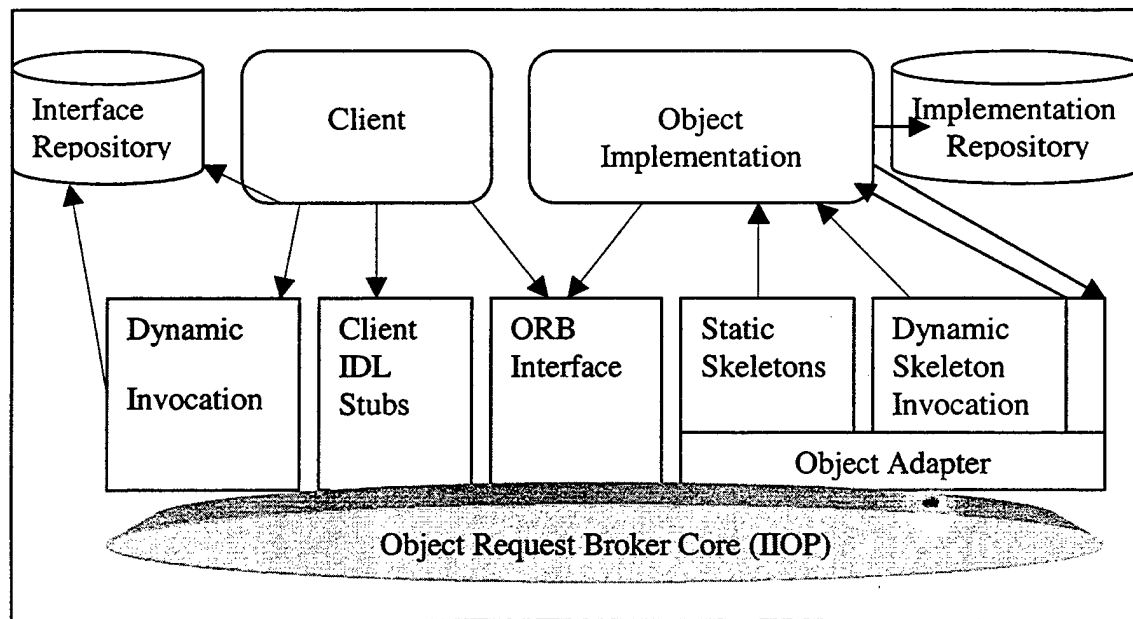 Interface
Repository
Client
Object
Implementation
Implementation
Repository
Dynamic
Invocation
Client
IDL
Stubs
ORB
Interface
Static
Skeletons
Dynamic
Skeleton
Invocation
Object Adapter
Object Request Broker Core (IIOP)